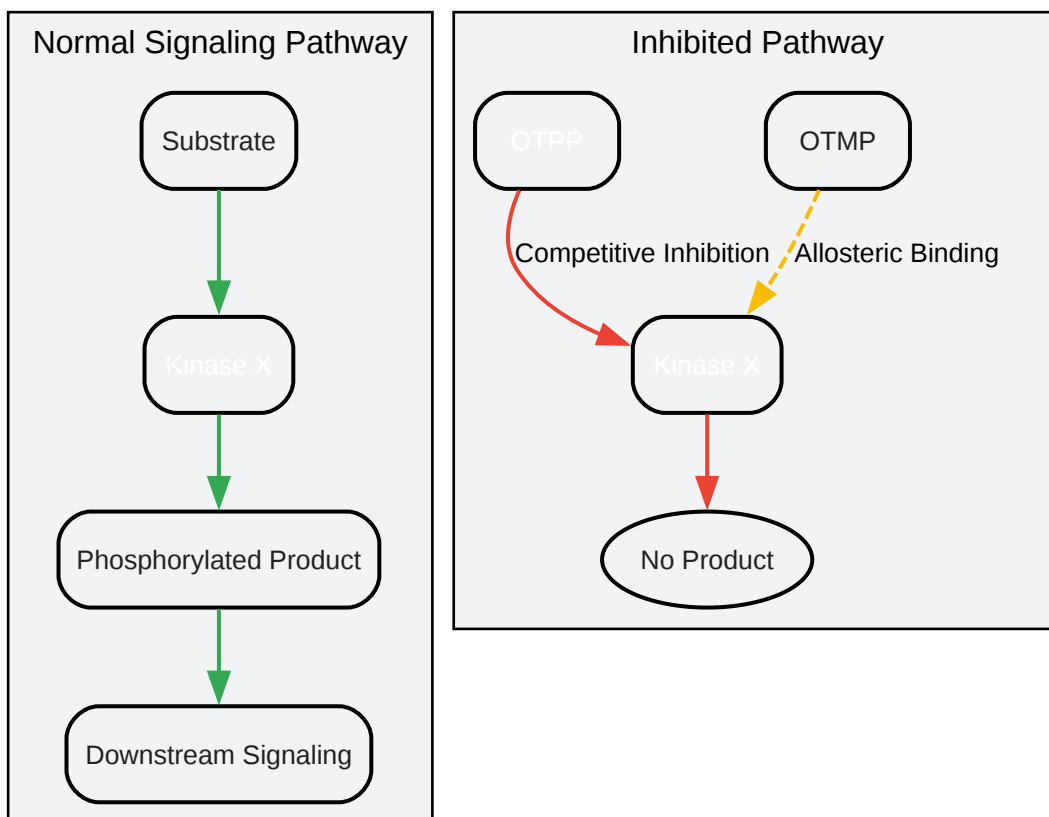 Normal Signaling Pathway
Substrate
Kinase X
Phosphorylated Product
Downstream Signaling
Inhibited Pathway
OTPP
OTMP
Competitive Inhibition
Allosteric Binding
Kinase X
No Product